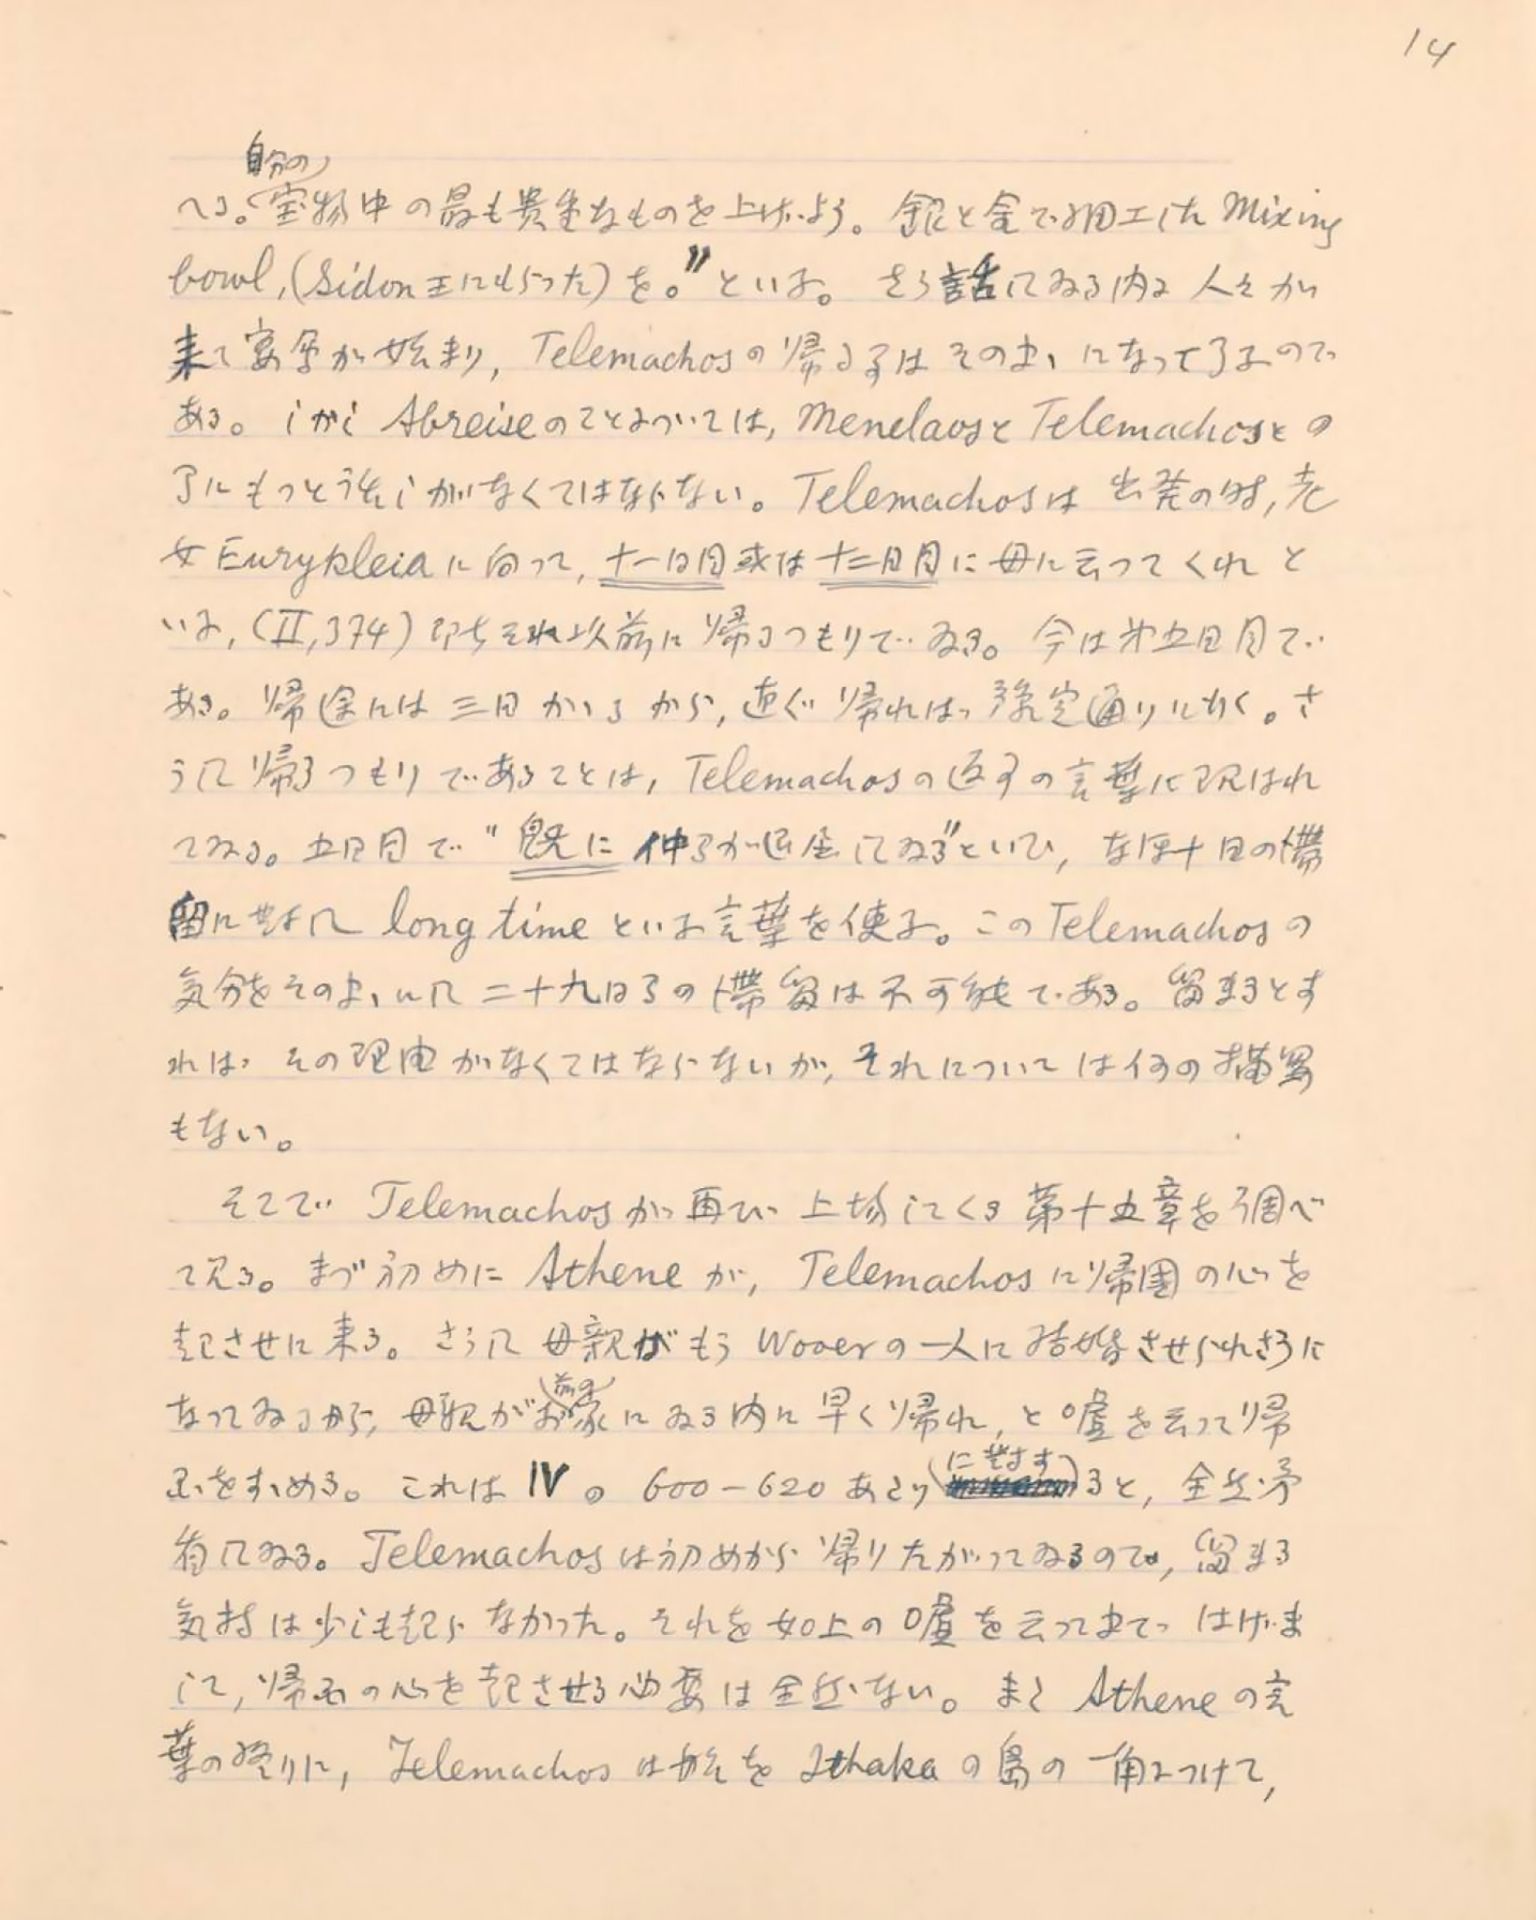 14
へる。自分の宝物中の最も貴重なものを上げよう。銀と金で細工した Mixing
bowl,(Sidon王にもらった)を。"といふ。さう話してゐる内に人々が
来て宴会が始まり, Telemachosの帰る事はそのまゝになって了ふので
ある。しかし Abreiseのことについては, MenelaosとTelemachosとの
間にもっと話しがなくてはならない。Telemachosは出発の時,老
女Eurykleiaに向って,十一日目或は十二日目に母に云ってくれと
いふ,(II,374)即ちそれ以前に帰るつもりでゐる。今は第五日目で
ある。帰途には三日かゝるから,直ぐ帰れば予定通りに行く。さ
うして帰るつもりであることは, Telemachosの返事の言葉に現はれ
てゐる。五日目で"既に仲間が退屈してゐる"といひ,なほ十日の滞
留に対して long timeといふ言葉を使ふ。このTelemachosの
気分をそのまゝにして二十九日間の滞留は不可能である。留まるとす
れば,その理由がなくてはならないが,それについては何の描写
もない。
そこで Telemachosが再び上場してくる第十五章を調べ
て見る。まづ初めに Atheneが, Telemachosに帰国の心を
起させに来る。さうして母親がもうWooerの一人に結婚させられさうに
なってゐるから,母親が前のお家にゐる内に早く帰れ,と嘘を云って帰
国をすゝめる。これは IVの 600-620あたりに対すると,全然矛
盾してゐる。Telemachosは初めから帰りたがってゐるので,留まる
気持は少しも起らなかった。それを如上の嘘を云ってまではげま
して,帰国の心を起させる必要は全然ない。また Atheneの言
葉の終りに, Telemachosは船を Ithakaの島の一角につけて,